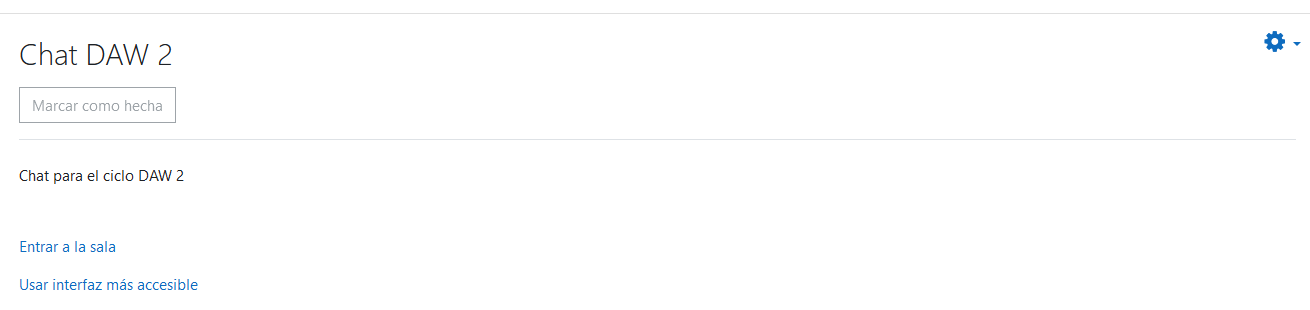 Chat DAW 2
Marcar como hecha
Chat para el ciclo DAW 2
Entrar a la sala
Usar interfaz más accesible